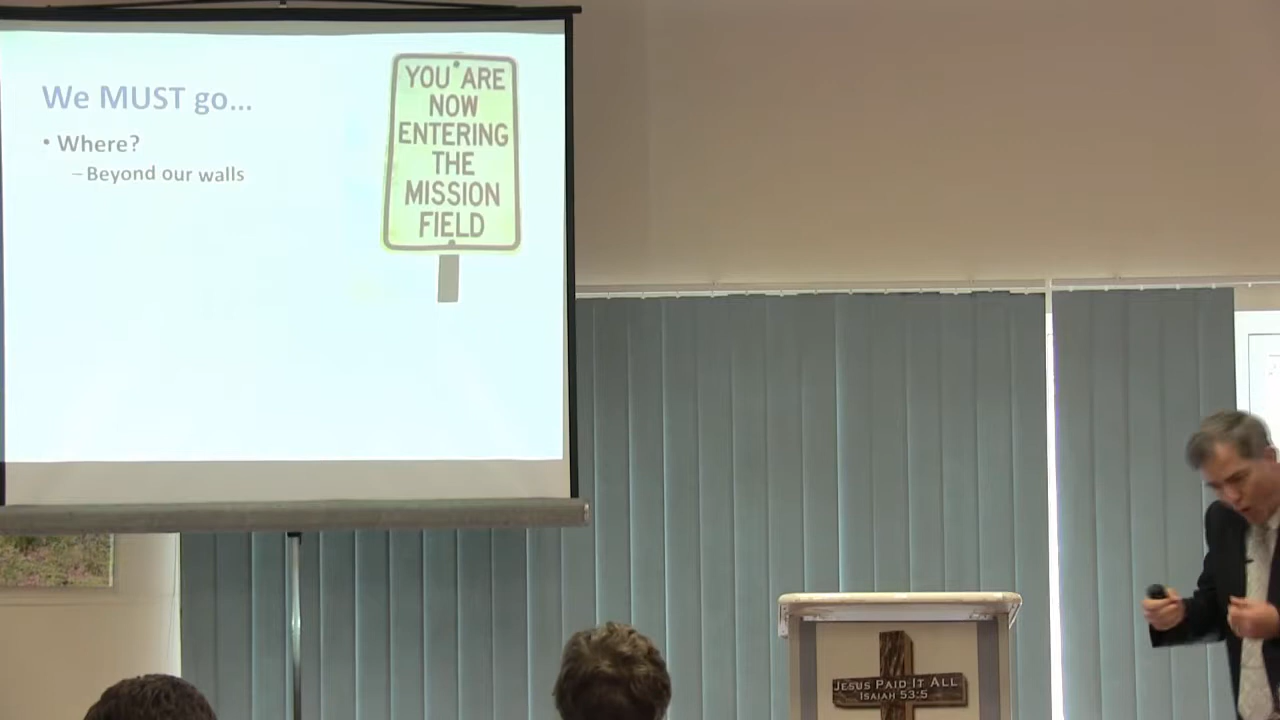 We MUST go...
• Where?
– Beyond our walls
YOU ARE
NOW
ENTERING
THE
MISSION
FIELD
JESUS PAID IT ALL
ISAIAH 53:5